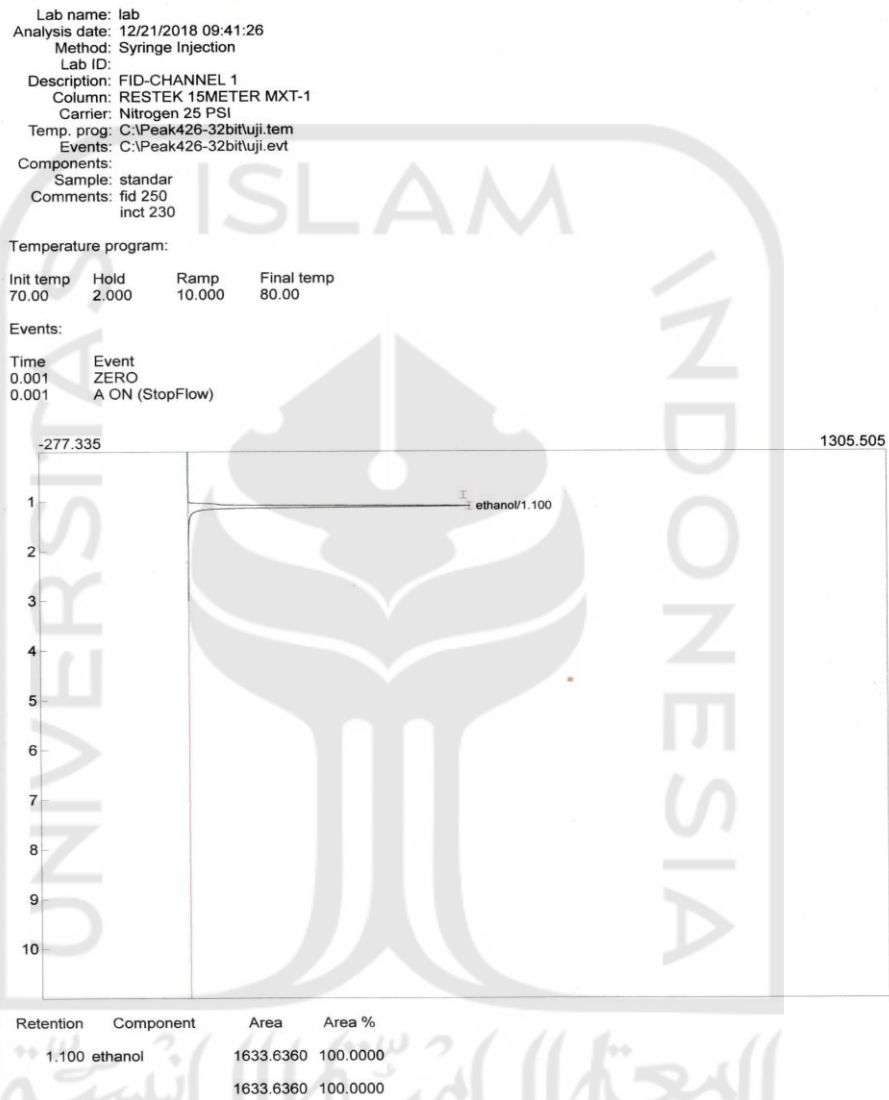 Lab name: lab
Analysis date: 12/21/2018 09:41:26
Method: Syringe Injection
Lab ID:
Description: FID-CHANNEL 1
Column: RESTEK 15METER MXT-1
Carrier: Nitrogen 25 PSI
Temp. prog: C:\Peak426-32bit\uji.tem
Events: C:\Peak426-32bit\uji.evt
Components:
Sample: standar
Comments: fid 250
inct 230
ISLAM
UNIVERSITAS
INDONESIA
Temperature program:
Init temp Hold Ramp Final temp
70.00 2.000 10.000 80.00
Events:
Time Event
0.001 ZERO
0.001 A ON (StopFlow)
-277.335 1305.505
1
ethanol/1.100
2
3
4
5
6
7
8
9
10
Retention Component Area Area %
1.100 ethanol 1633.6360 100.0000
1633.6360 100.0000